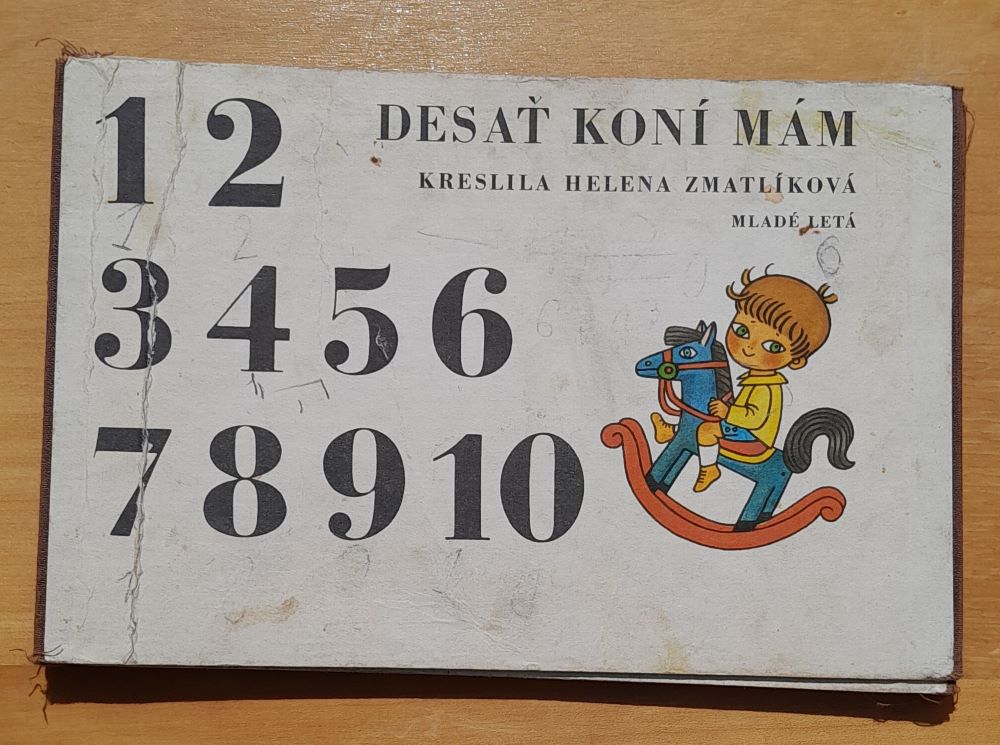 1 2
DESAŤ KONÍ MÁM
KRESLILA HELENA ZMATLÍKOVÁ
MLADÉ LETÁ
3 4 5 6
7 8 9 10